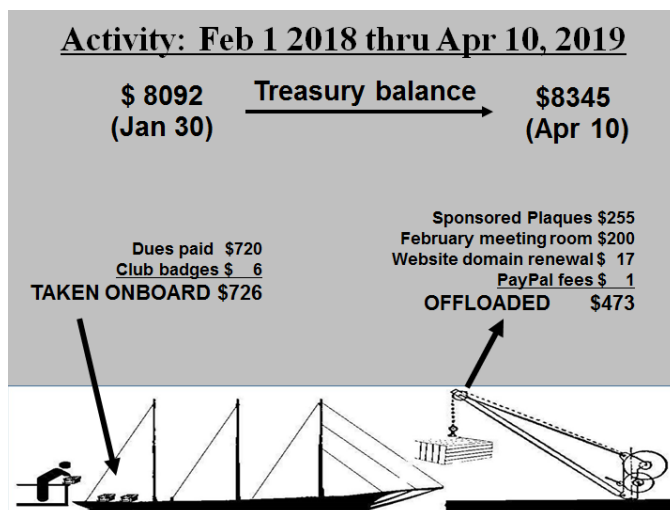 Activity: Feb 1 2018 thru Apr 10, 2019
$ 8092
(Jan 30)
Treasury balance
$8345
(Apr 10)
Dues paid $720
Club badges $ 6
TAKEN ONBOARD $726
Sponsored Plaques $255
February meeting room $200
Website domain renewal $ 17
PayPal fees $ 1
OFFLOADED $473